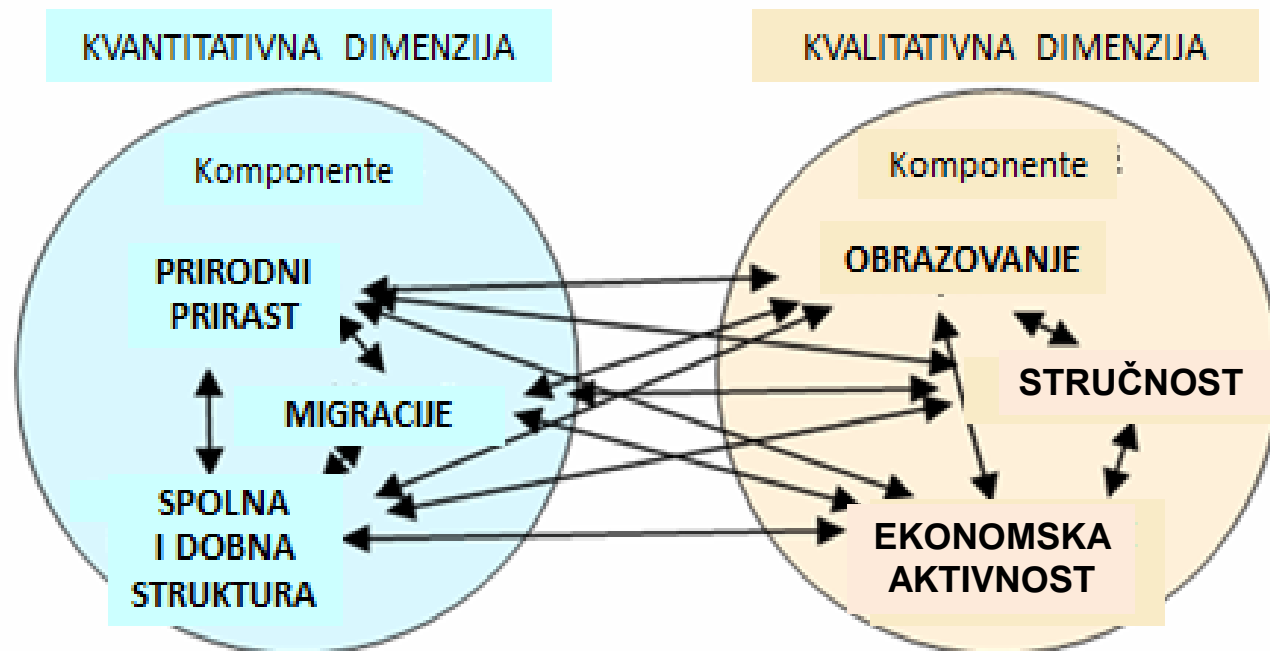 KVANTITATIVNA DIMENZIJA
KVALITATIVNA DIMENZIJA
Komponente
PRIRODNI
PRIRAST
MIGRACIJE
SPOLNA
I DOBNA
STRUKTURA
Komponente
OBRAZOVANJE
STRUČNOST
EKONOMSKA
AKTIVNOST